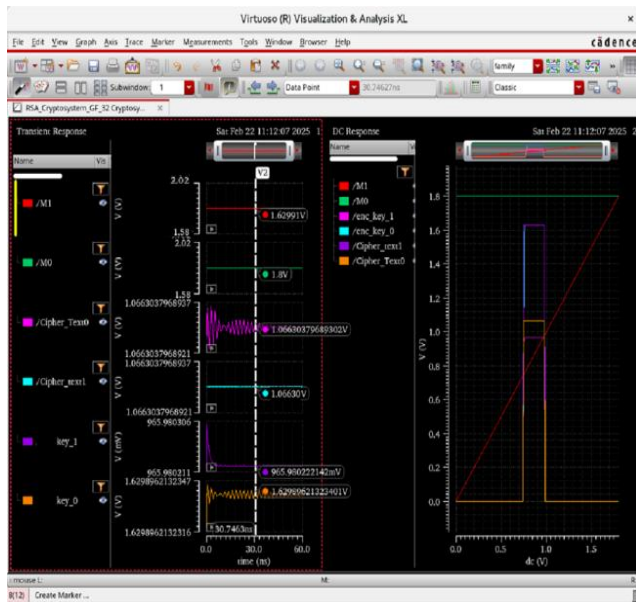 Virtuoso (R) Visualization & Analysis XL
File Edit View Graph Axis Trace Marker Measurements Tools Window Browser Help cādence
family
Subwindow: 1 Data Point 30.74627ns Classic
RSA_Cryptosystem_GF_32 Cryptosy...
Transient Response Sat Feb 22 11:12:07 2025 1
Name Vis
/M1
/M0
/Cipher_Text0
key_1
key_0
V2
2.02
V (V)
1.58
1.62991V
2.02
V (V)
1.58
1.8V
1.0663037968937
V (V)
1.0663037968921
1.06630379689302V
1.0663037968937
V (V)
1.0663037968921
1.06630V
965.980306
V (mV)
965.980211
965.980222142mV
1.6298962132347
V (V)
1.6298962132316
1.62989621323401V
30.7463ns
0.0 30.0 60.0
time (ns)
DC Response Sat Feb 22 11:12:07 2025
Name
/M1
/M0
/enc_key_1
/enc_key_0
/Cipher_Text0
V (V)
1.8
1.6
1.4
1.2
1.0
0.8
0.6
0.4
0.2
0.0
0.0 0.5 1.0 1.5
dc (V)
mouse L: M: R
8(12) Create Marker ...